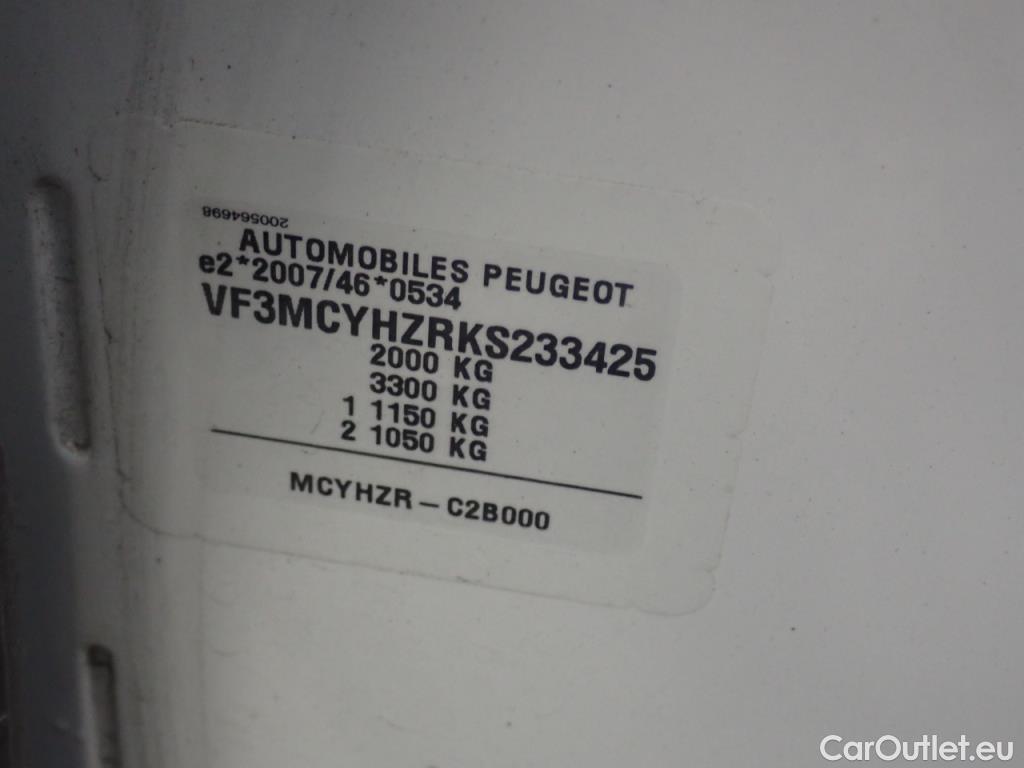 200564698
AUTOMOBILES PEUGEOT
e2*2007/46*0534
VF3MCYHZRKS233425
2000 KG
3300 KG
1 1150 KG
2 1050 KG
MCYHZR – C2B000
CarOutlet.eu